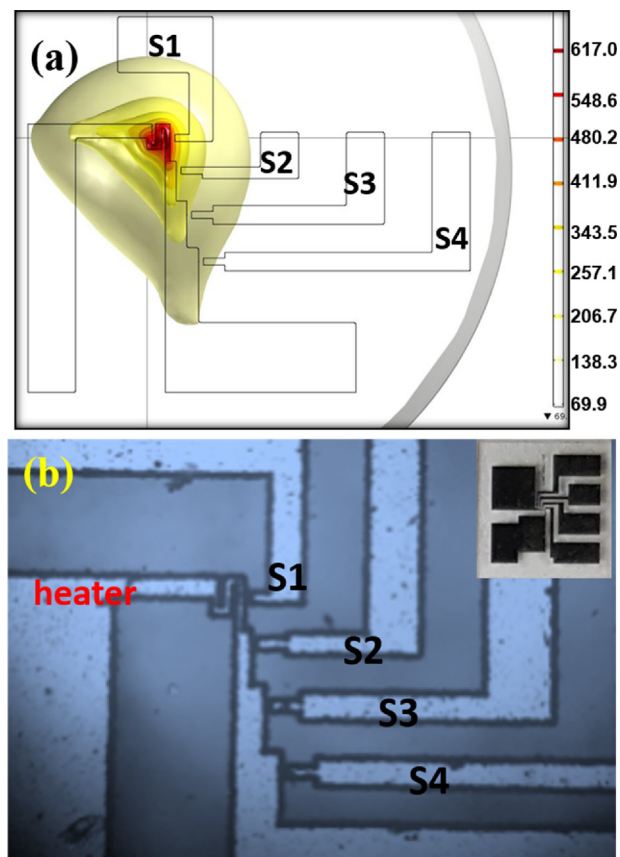 (a)
S1
S2
S3
S4
617.0
548.6
480.2
411.9
343.5
257.1
206.7
138.3
69.9
▼ 69.
(b)
heater
S1
S2
S3
S4